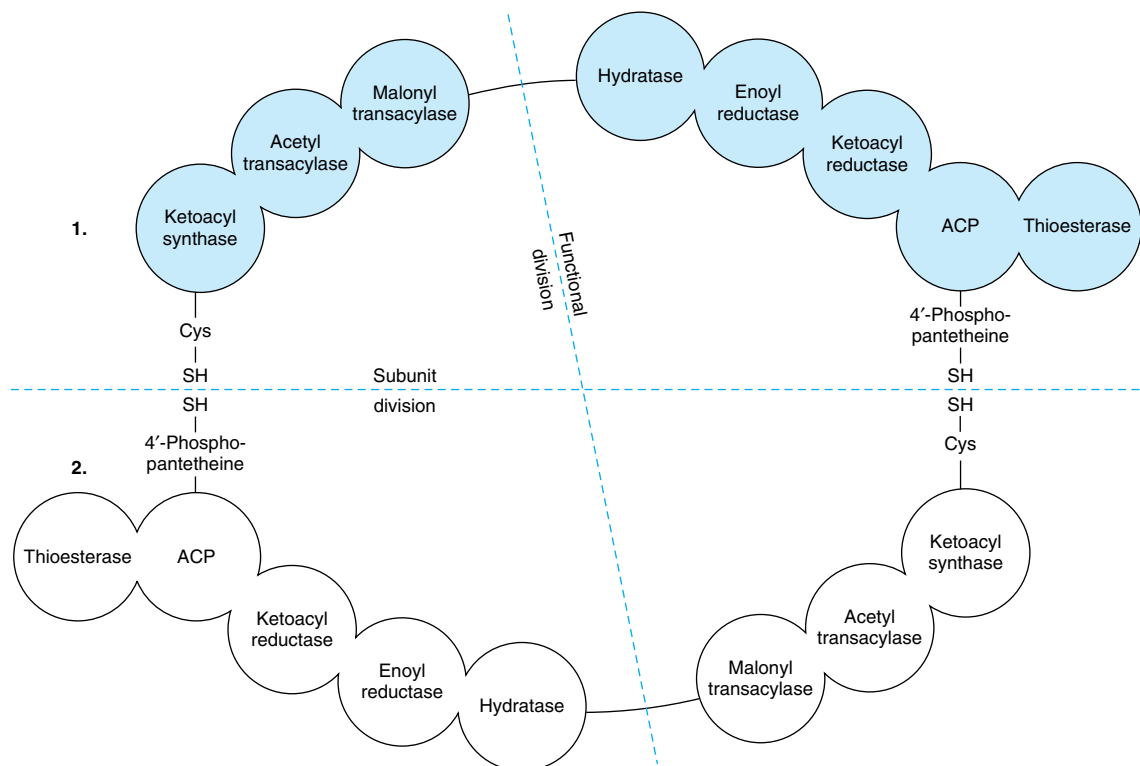 Hydratase
Enoyl
reductase
Malonyl
transacylase
Acetyl
transacylase
Ketoacyl
reductase
Ketoacyl
synthase
ACP
Thioesterase
1.
Functional
division
Cys
4′-Phospho-
pantetheine
SH
Subunit
SH
SH
division
SH
4′-Phospho-
pantetheine
Cys
2.
Thioesterase
ACP
Ketoacyl
synthase
Ketoacyl
reductase
Acetyl
transacylase
Enoyl
reductase
Malonyl
transacylase
Hydratase